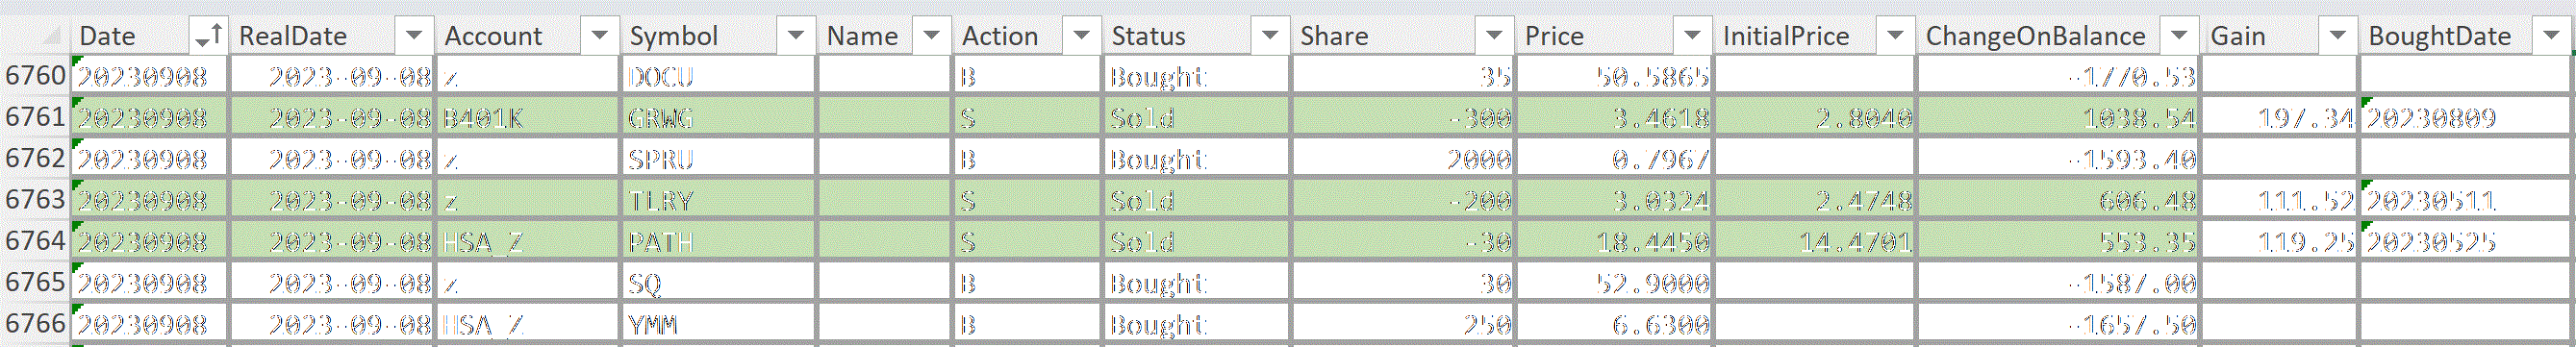 Date RealDate Account Symbol Name Action Status Share Price InitialPrice ChangeOnBalance Gain BoughtDate
6760 20230908 2023-09-08 z DOCU B Bought 35 50.5865 -1770.53
6761 20230908 2023-09-08 B401K GRWG S Sold -300 3.4618 2.8040 1038.54 197.34 20230809
6762 20230908 2023-09-08 z SPRU B Bought 2000 0.7967 -1593.40
6763 20230908 2023-09-08 z TLRY S Sold -200 3.0324 2.4748 606.48 111.52 20230511
6764 20230908 2023-09-08 HSA_Z PATH S Sold -30 18.4450 14.4701 553.35 119.25 20230525
6765 20230908 2023-09-08 z SQ B Bought 30 52.9000 -1587.00
6766 20230908 2023-09-08 HSA_Z YMM B Bought 250 6.6300 -1657.50